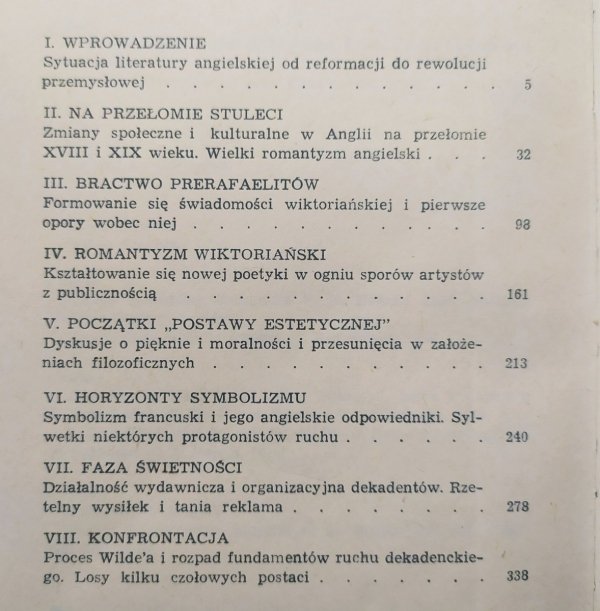 I. WPROWADZENIE
Sytuacja literatury angielskiej od reformacji do rewolucji
przemysłowej . . . . . . . . . . . . . 5
II. NA PRZEŁOMIE STULECI
Zmiany społeczne i kulturalne w Anglii na przełomie
XVIII i XIX wieku. Wielki romantyzm angielski . . . 32
III. BRACTWO PRERAFAELITÓW
Formowanie się świadomości wiktoriańskiej i pierwsze
opory wobec niej . . . . . . . . . . . . 98
IV. ROMANTYZM WIKTORIAŃSKI
Kształtowanie się nowej poetyki w ogniu sporów artystów
z publicznością . . . . . . . . . . . . 161
V. POCZĄTKI „POSTAWY ESTETYCZNEJ”
Dyskusje o pięknie i moralności i przesunięcia w założe-
niach filozoficznych . . . . . . . . . . . 213
VI. HORYZONTY SYMBOLIZMU
Symbolizm francuski i jego angielskie odpowiedniki. Syl-
wetki niektórych protagonistów ruchu . . . . . . 240
VII. FAZA ŚWIETNOŚCI
Działalność wydawnicza i organizacyjna dekadentów. Rze-
telny wysiłek i tania reklama . . . . . . . . 278
VIII. KONFRONTACJA
Proces Wilde'a i rozpad fundamentów ruchu dekadenckie-
go. Losy kilku czołowych postaci . . . . . . . 338